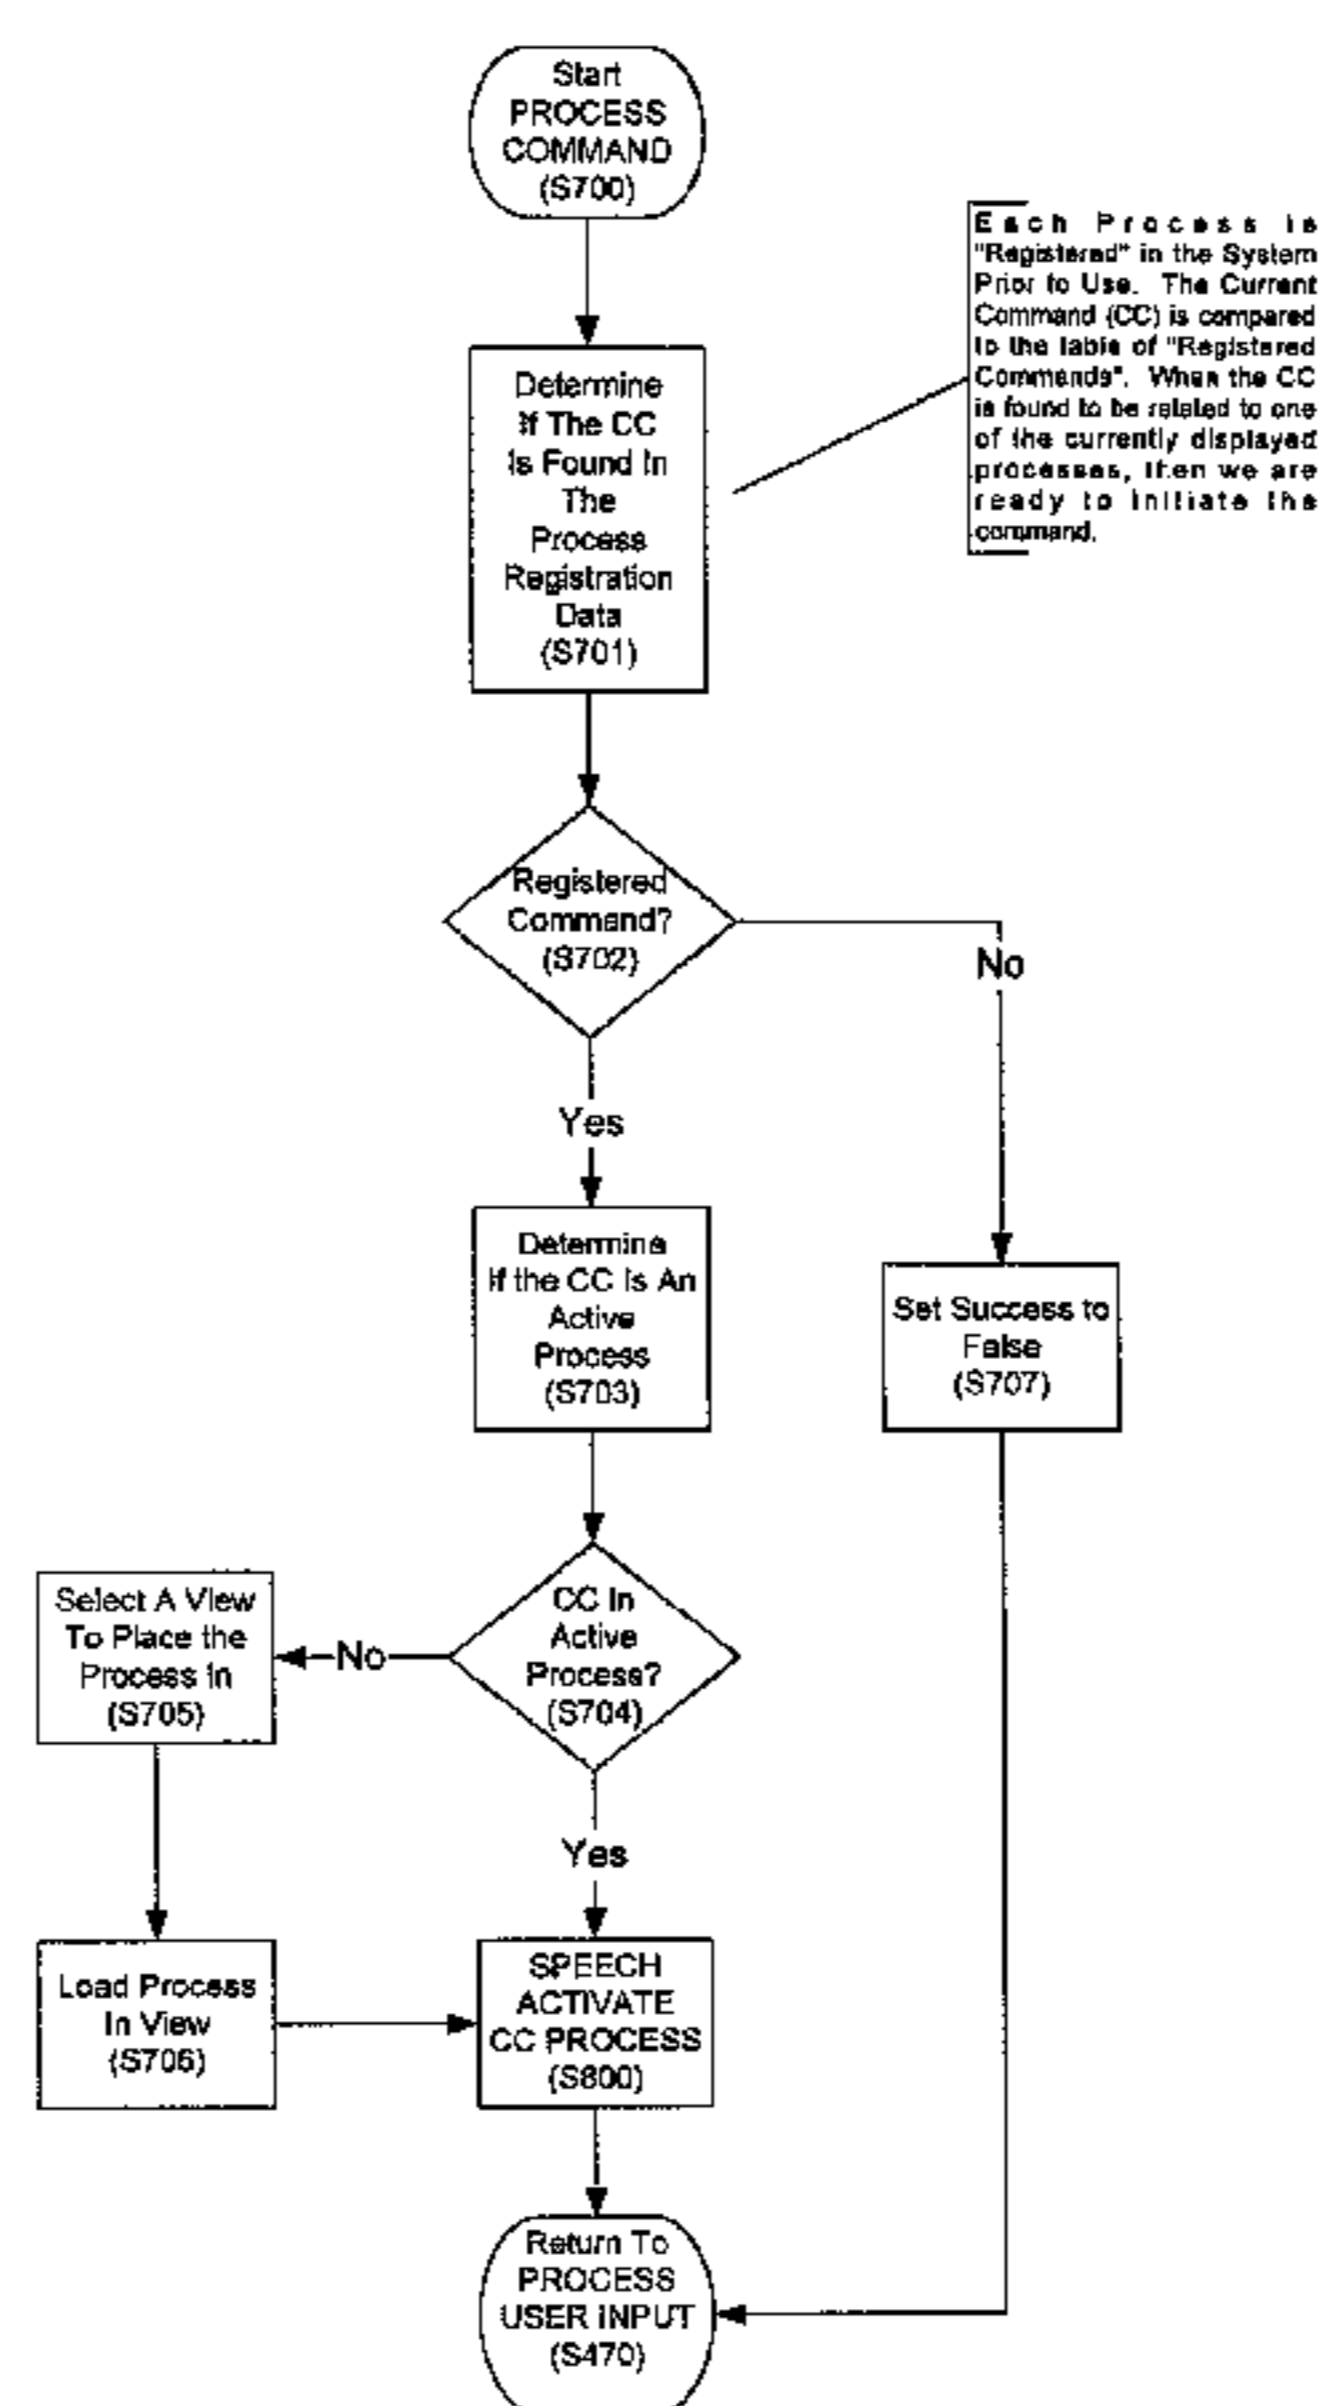 Start
PROCESS
COMMAND
(S700)
Each Process is
"Registered" in the System
Prior to Use. The Current
Command (CC) is compared
to the table of "Registered
Commands". When the CC
is found to be related to one
of the currently displayed
processes, then we are
ready to initiate the
command.
Determine
If The CC
Is Found In
The
Process
Registration
Data
(S701)
Registered
Command?
(S702)
No
Yes
Determine
If the CC Is An
Active
Process
(S703)
Set Success to
False
(S707)
CC In
Active
Process?
(S704)
No
Select A View
To Place the
Process In
(S705)
Yes
Load Process
In View
(S706)
SPEECH
ACTIVATE
CC PROCESS
(S800)
Return To
PROCESS
USER INPUT
(S470)